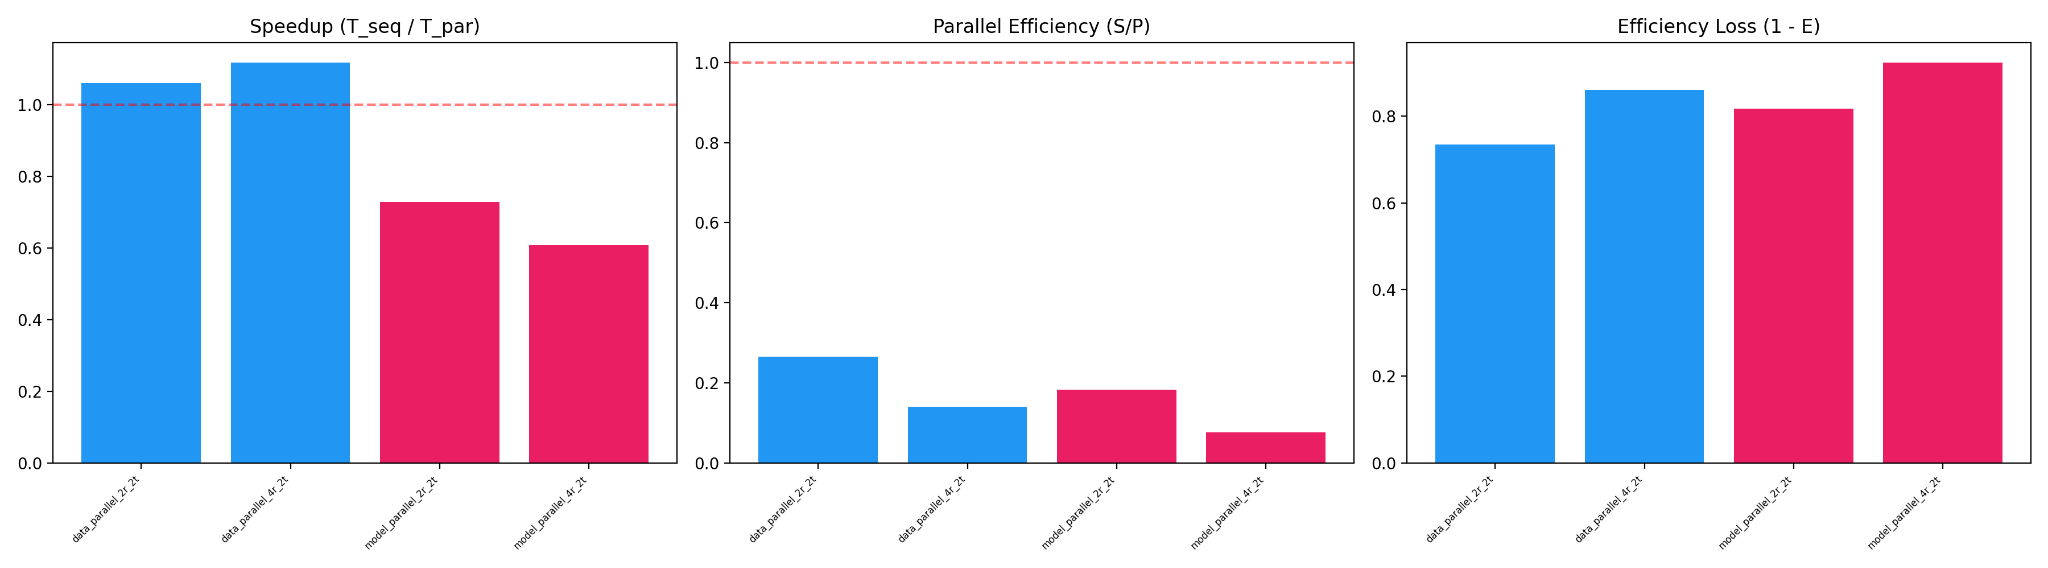 Speedup (T_seq / T_par)
1.0
0.8
0.6
0.4
0.2
0.0
data_parallel_2r_2t
data_parallel_4r_2t
model_parallel_2r_2t
model_parallel_4r_2t
Parallel Efficiency (S/P)
1.0
0.8
0.6
0.4
0.2
0.0
data_parallel_2r_2t
data_parallel_4r_2t
model_parallel_2r_2t
model_parallel_4r_2t
Efficiency Loss (1 - E)
0.8
0.6
0.4
0.2
0.0
data_parallel_2r_2t
data_parallel_4r_2t
model_parallel_2r_2t
model_parallel_4r_2t